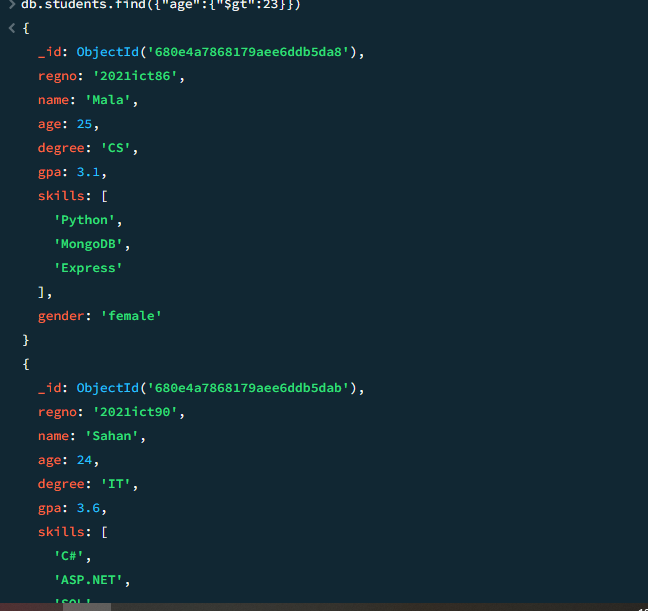 db.students.find({"age":{"$gt":23}})
{
_id: ObjectId('680e4a7868179aee6ddb5da8'),
regno: '2021ict86',
name: 'Mala',
age: 25,
degree: 'CS',
gpa: 3.1,
skills: [
'Python',
'MongoDB',
'Express'
],
gender: 'female'
}
{
_id: ObjectId('680e4a7868179aee6ddb5dab'),
regno: '2021ict90',
name: 'Sahan',
age: 24,
degree: 'IT',
gpa: 3.6,
skills: [
'C#',
'ASP.NET',
'SQL'